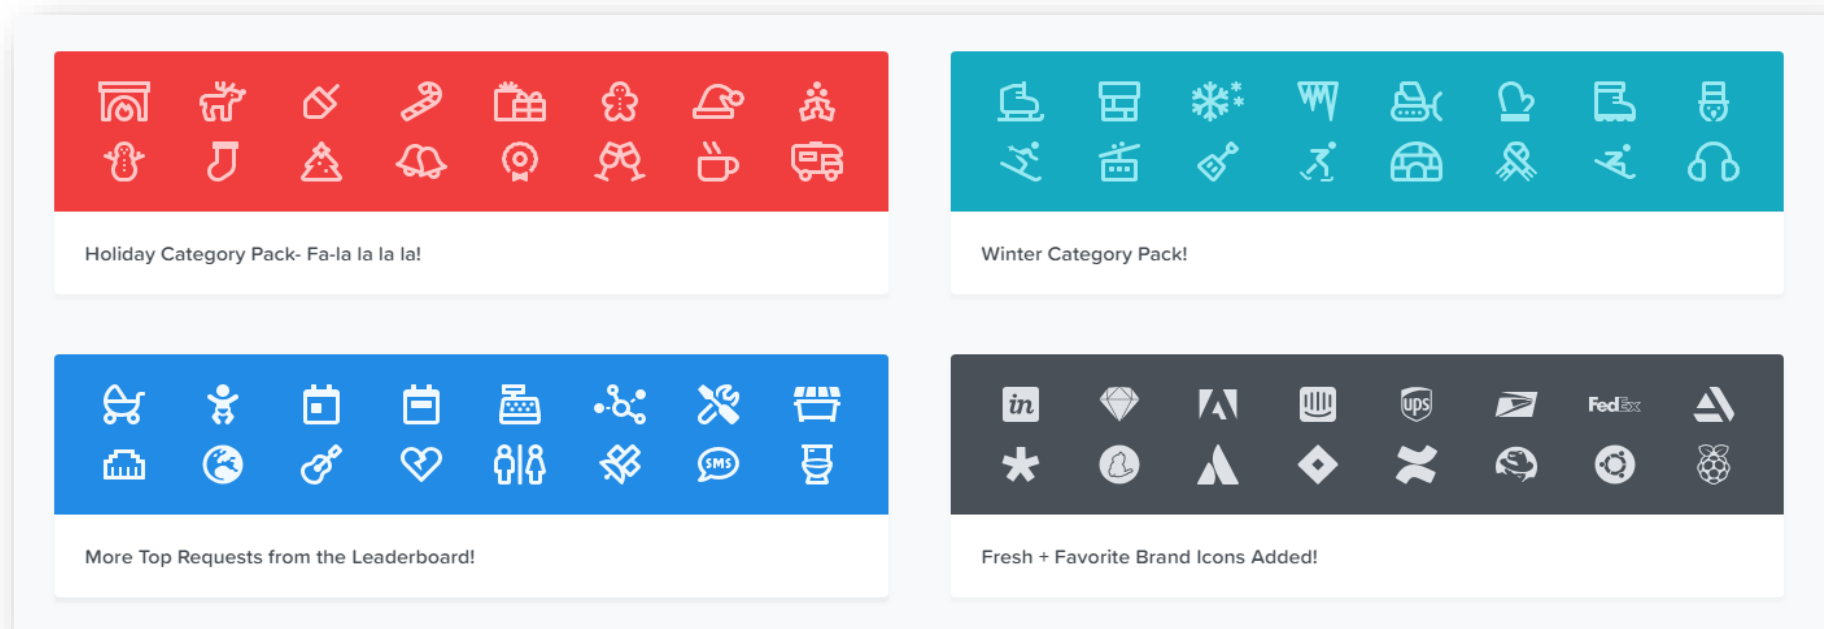 Holiday Category Pack- Fa-la la la la!
Winter Category Pack!
SMS
More Top Requests from the Leaderboard!
in
ups
FedEx
Fresh + Favorite Brand Icons Added!